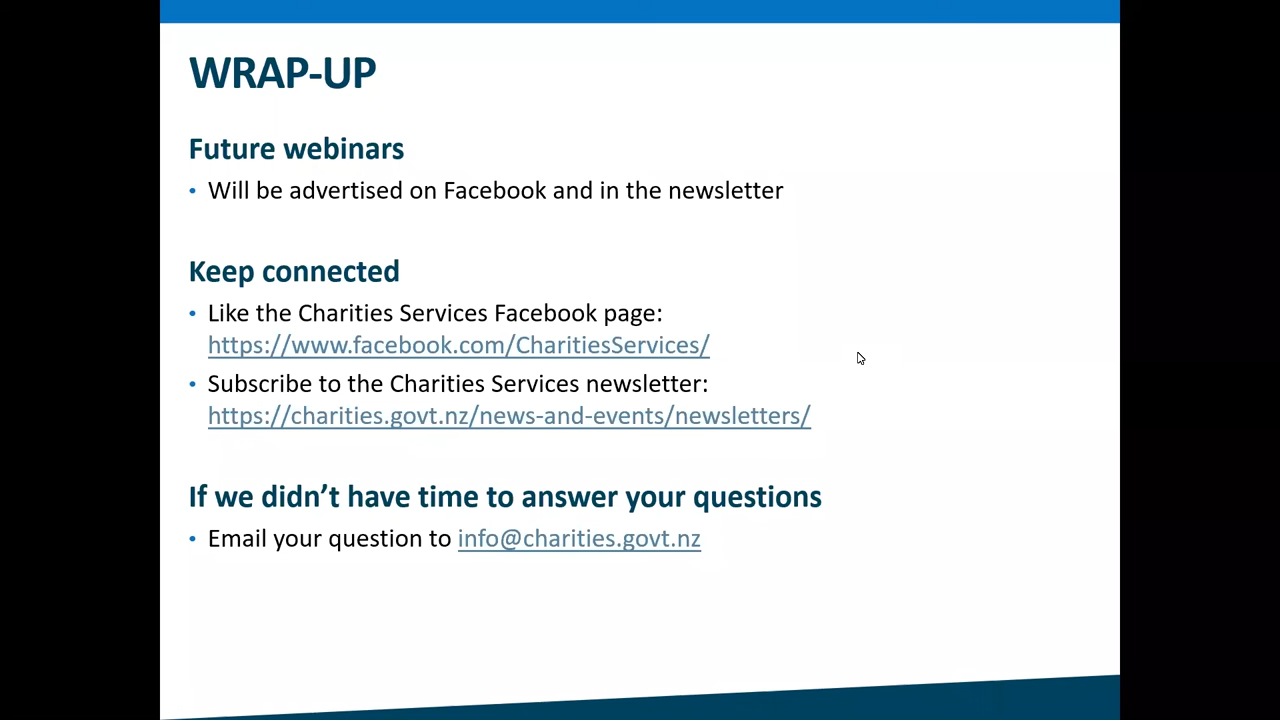 WRAP-UP
Future webinars
• Will be advertised on Facebook and in the newsletter
Keep connected
• Like the Charities Services Facebook page:
https://www.facebook.com/CharitiesServices/
• Subscribe to the Charities Services newsletter:
https://charities.govt.nz/news-and-events/newsletters/
If we didn’t have time to answer your questions
• Email your question to info@charities.govt.nz